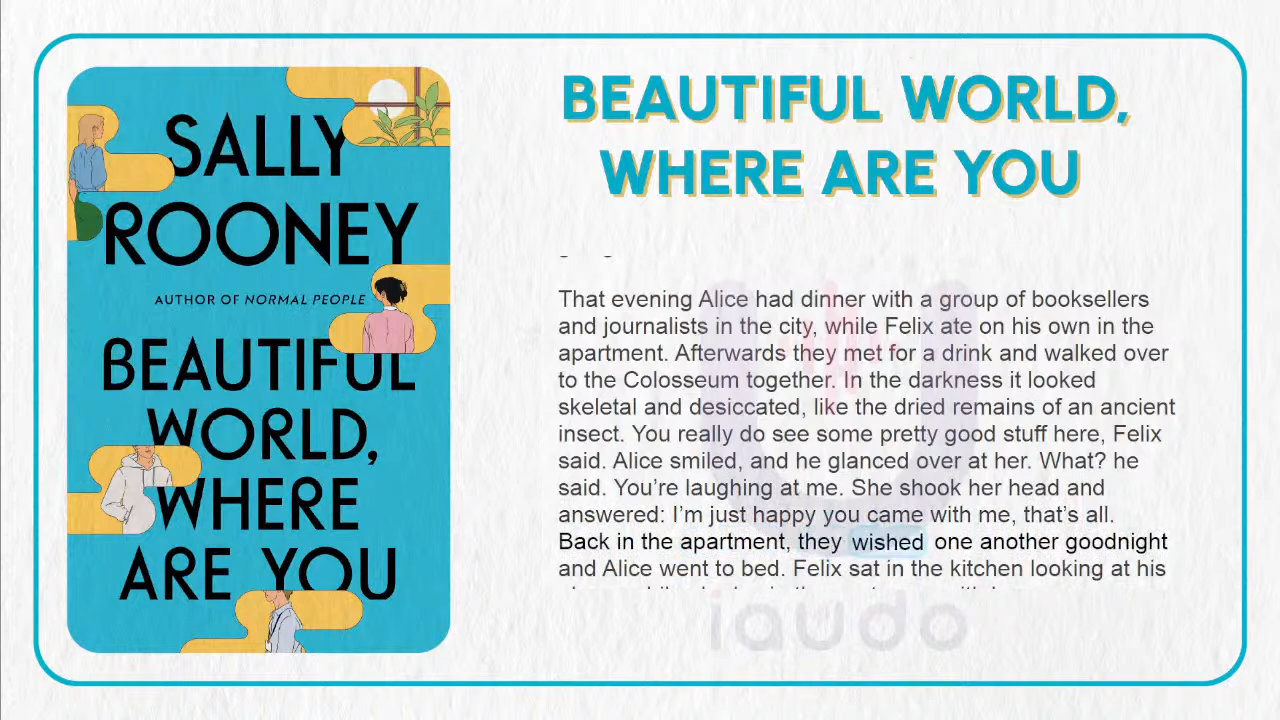 SALLY
ROONEY
AUTHOR OF NORMAL PEOPLE
BEAUTIFUL
WORLD,
WHERE
ARE YOU
BEAUTIFUL WORLD,
WHERE ARE YOU
That evening Alice had dinner with a group of booksellers
and journalists in the city, while Felix ate on his own in the
apartment. Afterwards they met for a drink and walked over
to the Colosseum together. In the darkness it looked
skeletal and desiccated, like the dried remains of an ancient
insect. You really do see some pretty good stuff here, Felix
said. Alice smiled, and he glanced over at her. What? he
said. You’re laughing at me. She shook her head and
answered: I’m just happy you came with me, that’s all.
Back in the apartment, they wished one another goodnight
and Alice went to bed. Felix sat in the kitchen looking at his
iaudo